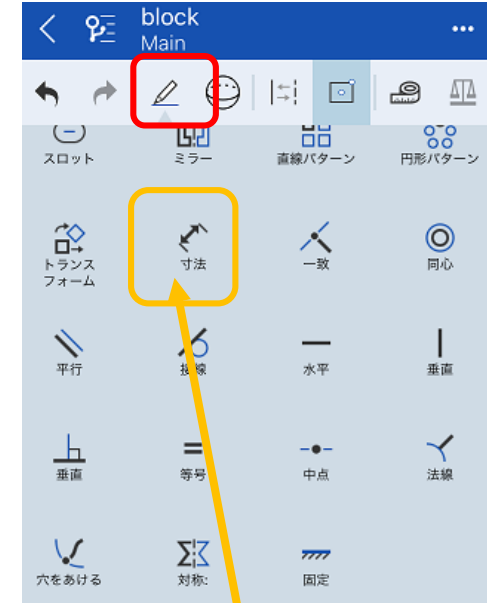 block
Main
スロット
ミラー
直線パターン
円形パターン
トランス
フォーム
寸法
一致
同心
平行
接線
水平
垂直
垂直
等号
中点
法線
穴をあける
対称:
固定